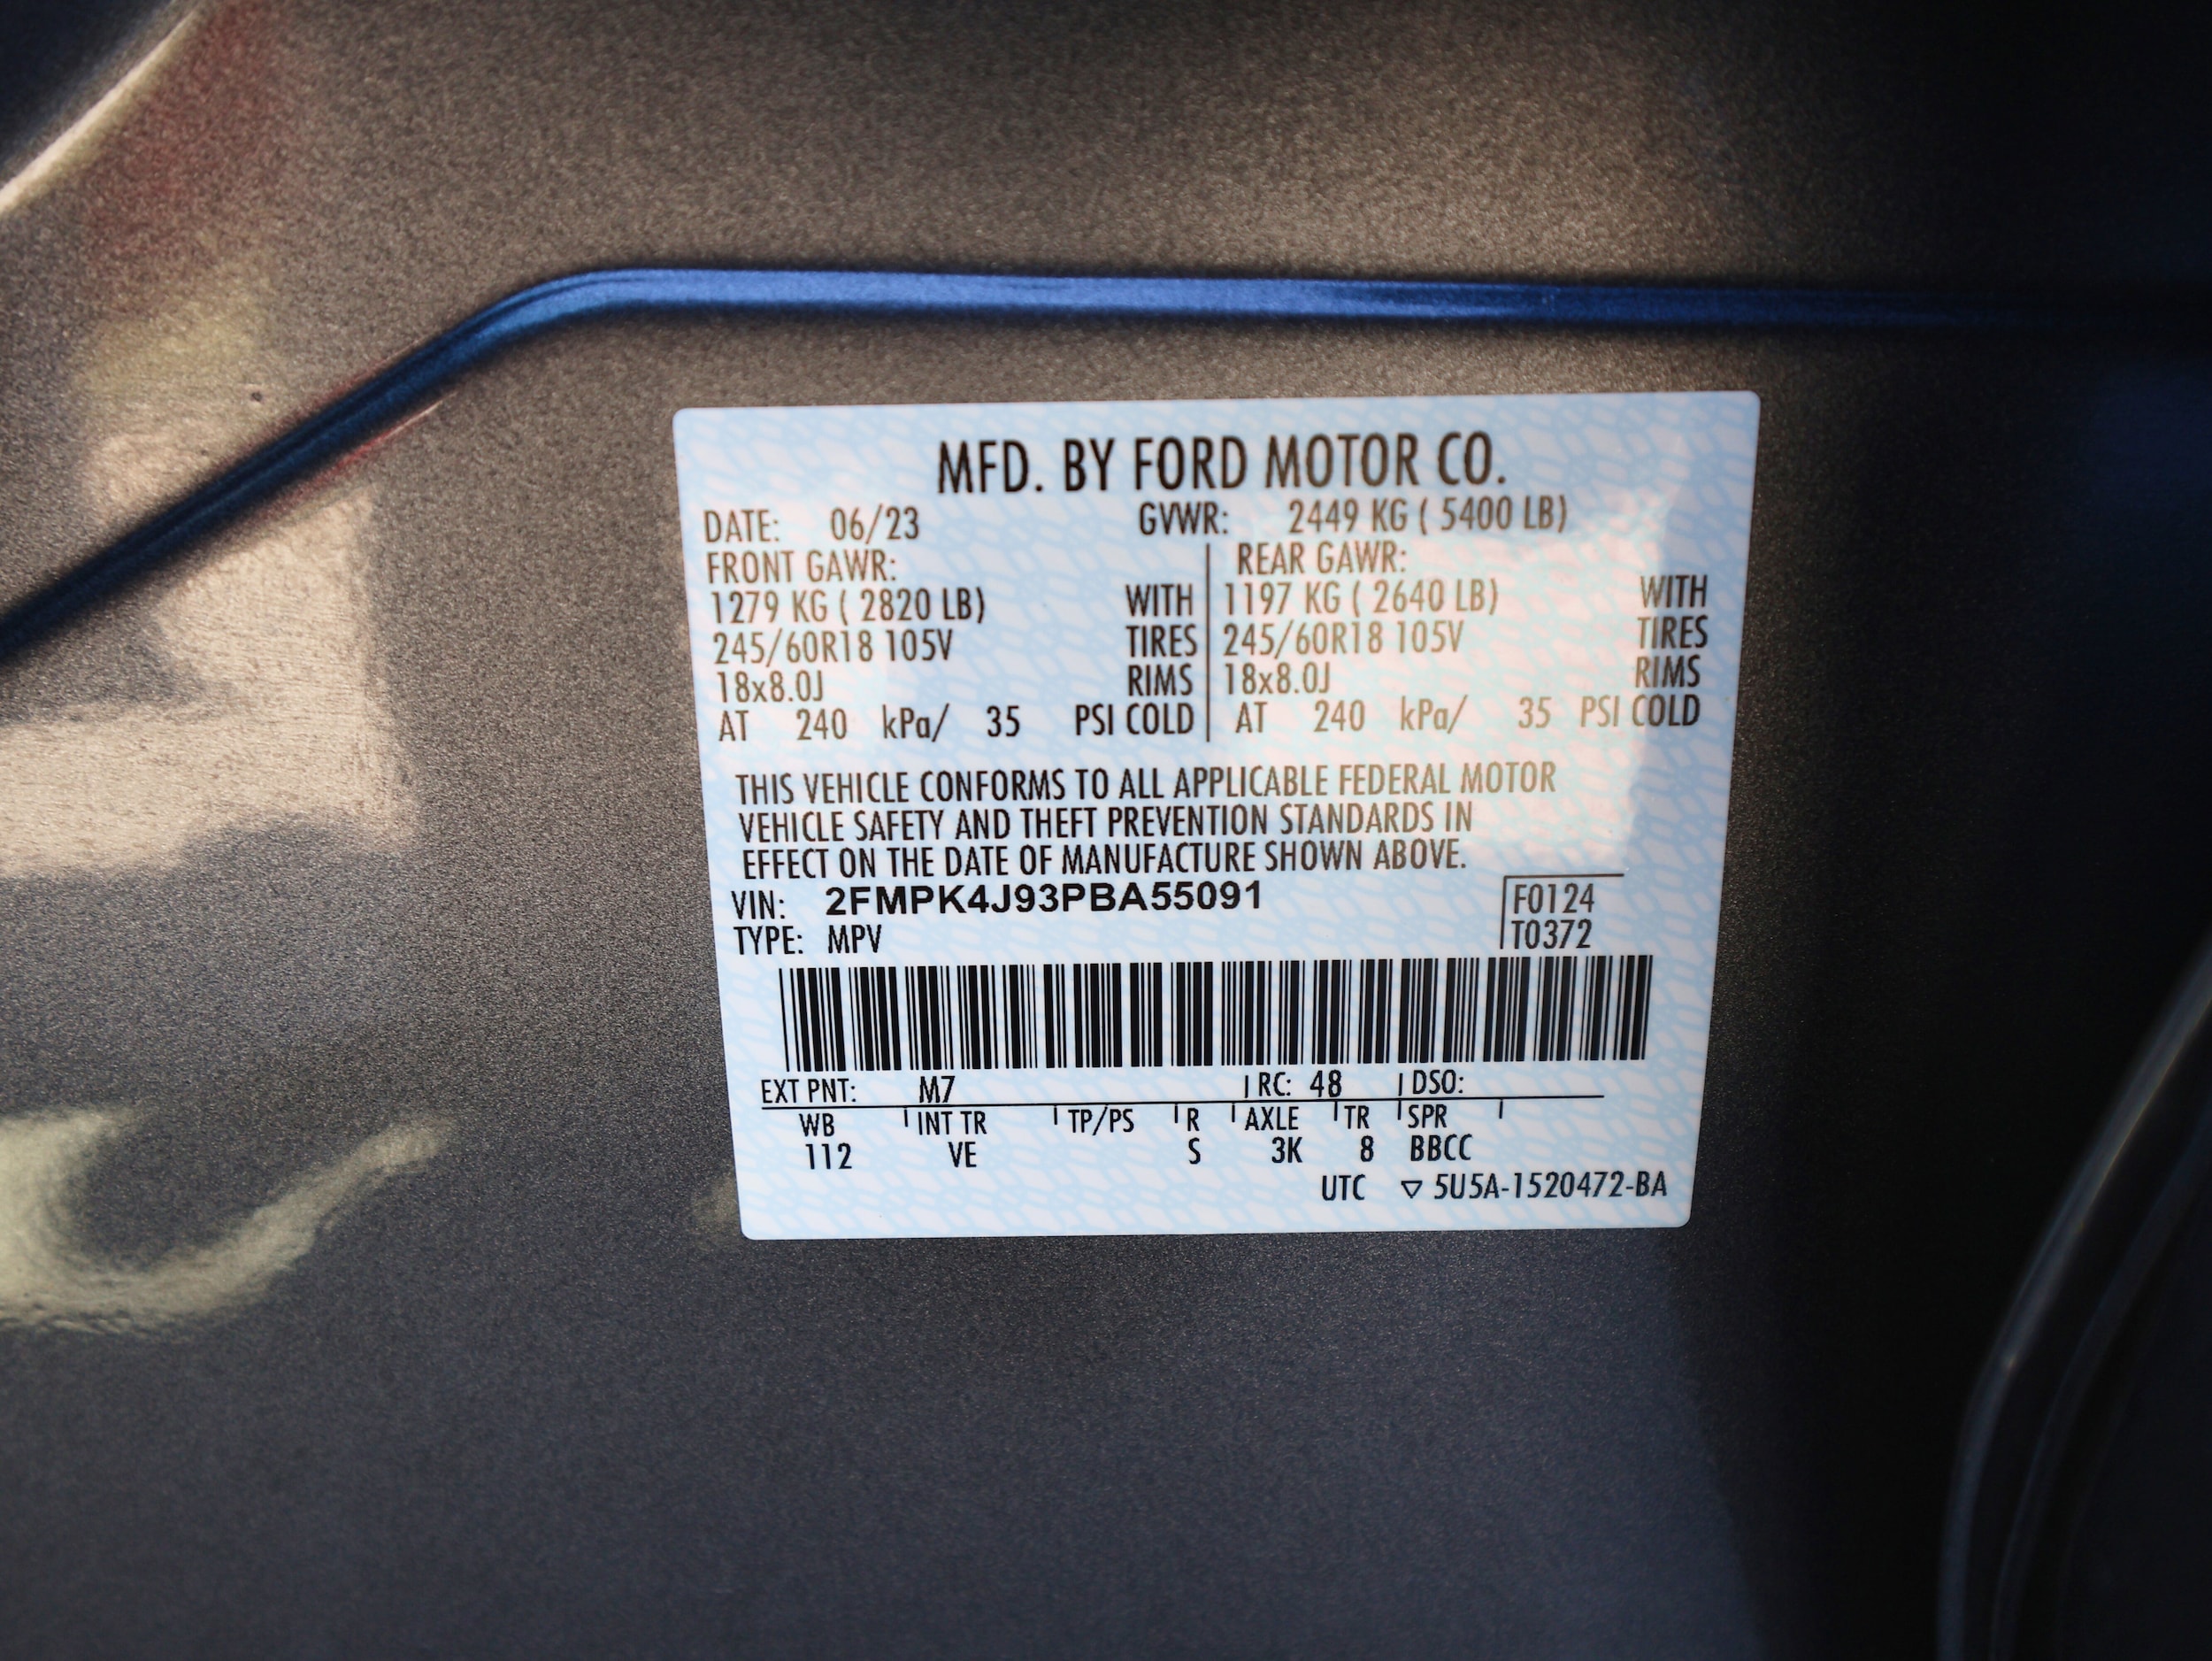 MFD. BY FORD MOTOR CO.
DATE: 06/23 GVWR: 2449 KG ( 5400 LB)
FRONT GAWR: REAR GAWR:
1279 KG ( 2820 LB) WITH 1197 KG ( 2640 LB) WITH
245/60R18 105V TIRES 245/60R18 105V TIRES
18x8.0J RIMS 18x8.0J RIMS
AT 240 kPa/ 35 PSI COLD AT 240 kPa/ 35 PSI COLD
THIS VEHICLE CONFORMS TO ALL APPLICABLE FEDERAL MOTOR
VEHICLE SAFETY AND THEFT PREVENTION STANDARDS IN
EFFECT ON THE DATE OF MANUFACTURE SHOWN ABOVE.
VIN: 2FMPK4J93PBA55091 F0124
TYPE: MPV T0372
EXT PNT: M7 RC: 48 DSO:
WB INT TR TP/PS R AXLE TR SPR
112 VE S 3K 8 BBCC
UTC ▽ 5U5A-1520472-BA